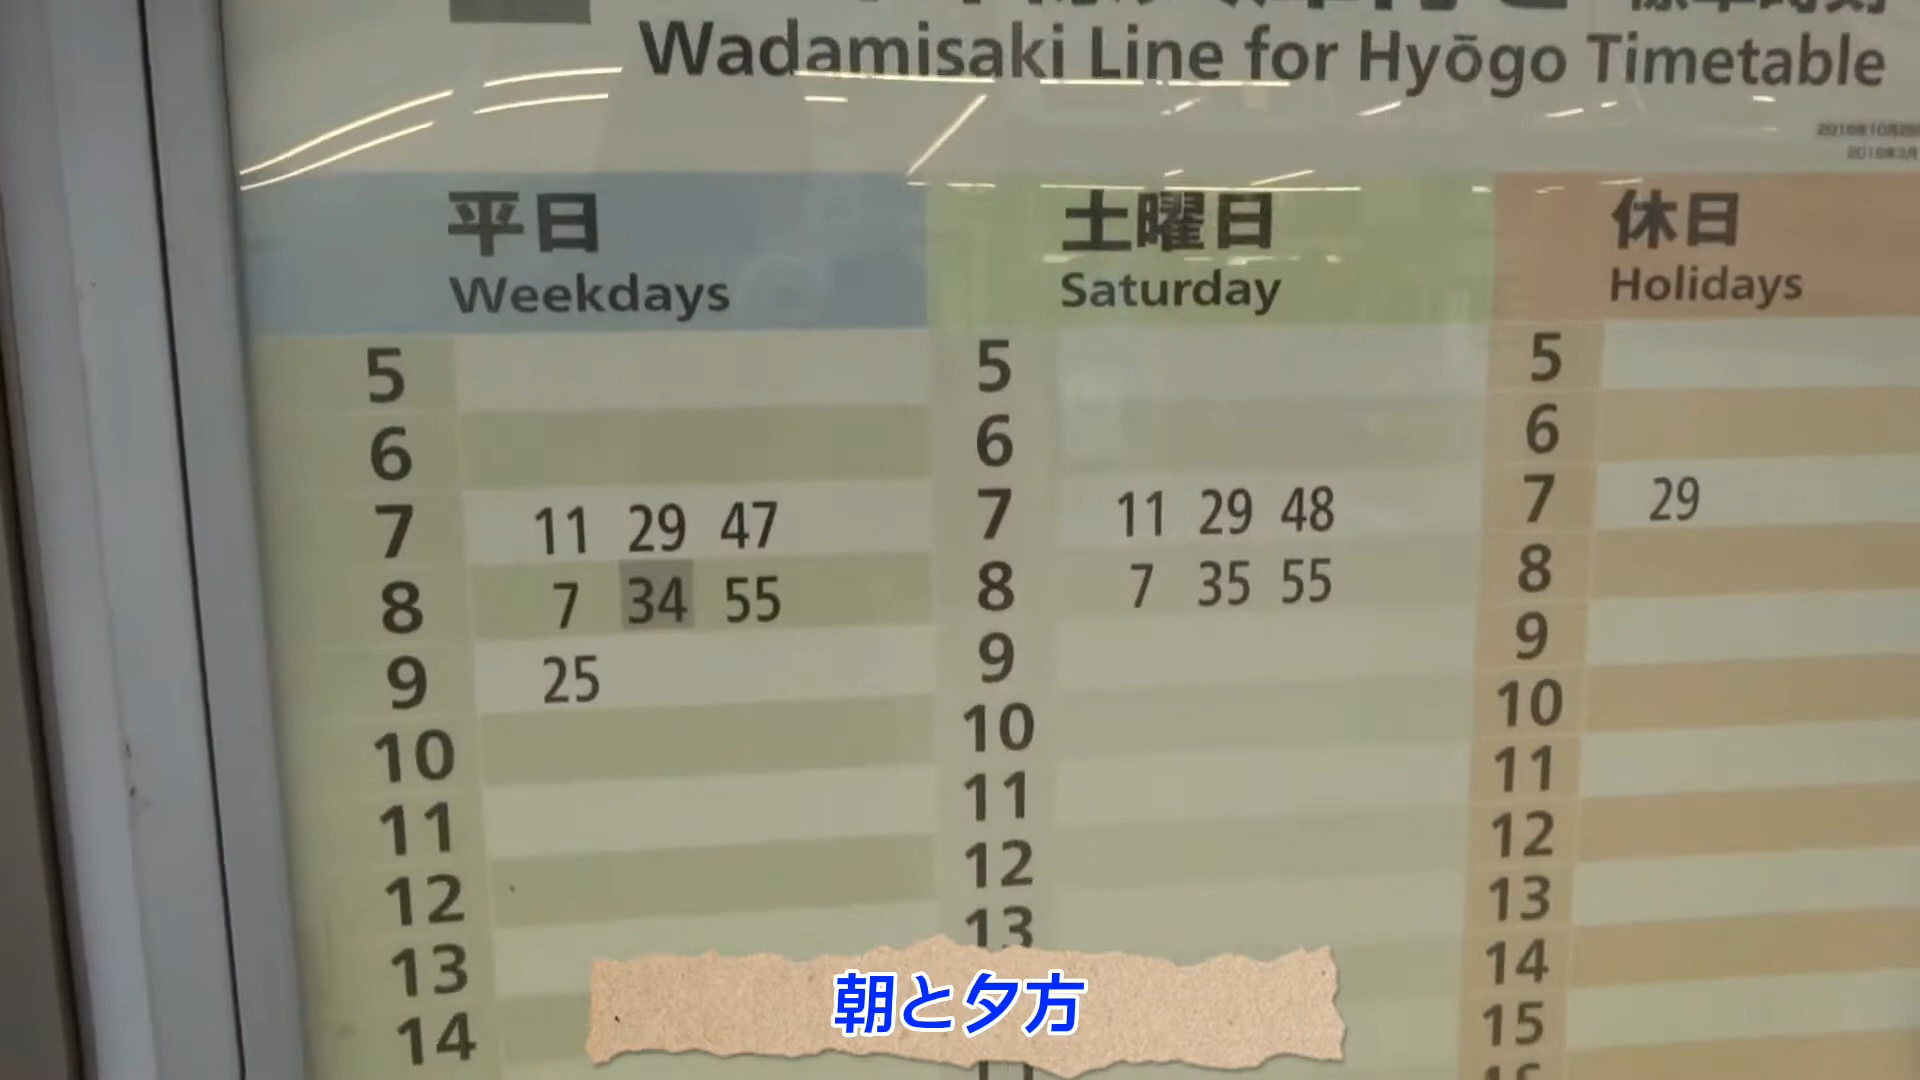 Wadamisaki Line for Hyōgo Timetable
平日 土曜日 休日
Weekdays Saturday Holidays
5 5 5
6 6 6
7 11 29 47 7 11 29 48 7 29
8 7 34 55 8 7 35 55 8
9 25 9 9
10 10 10
11 11 11
12 12 12
13 13 13
14 14
15
朝と夕方